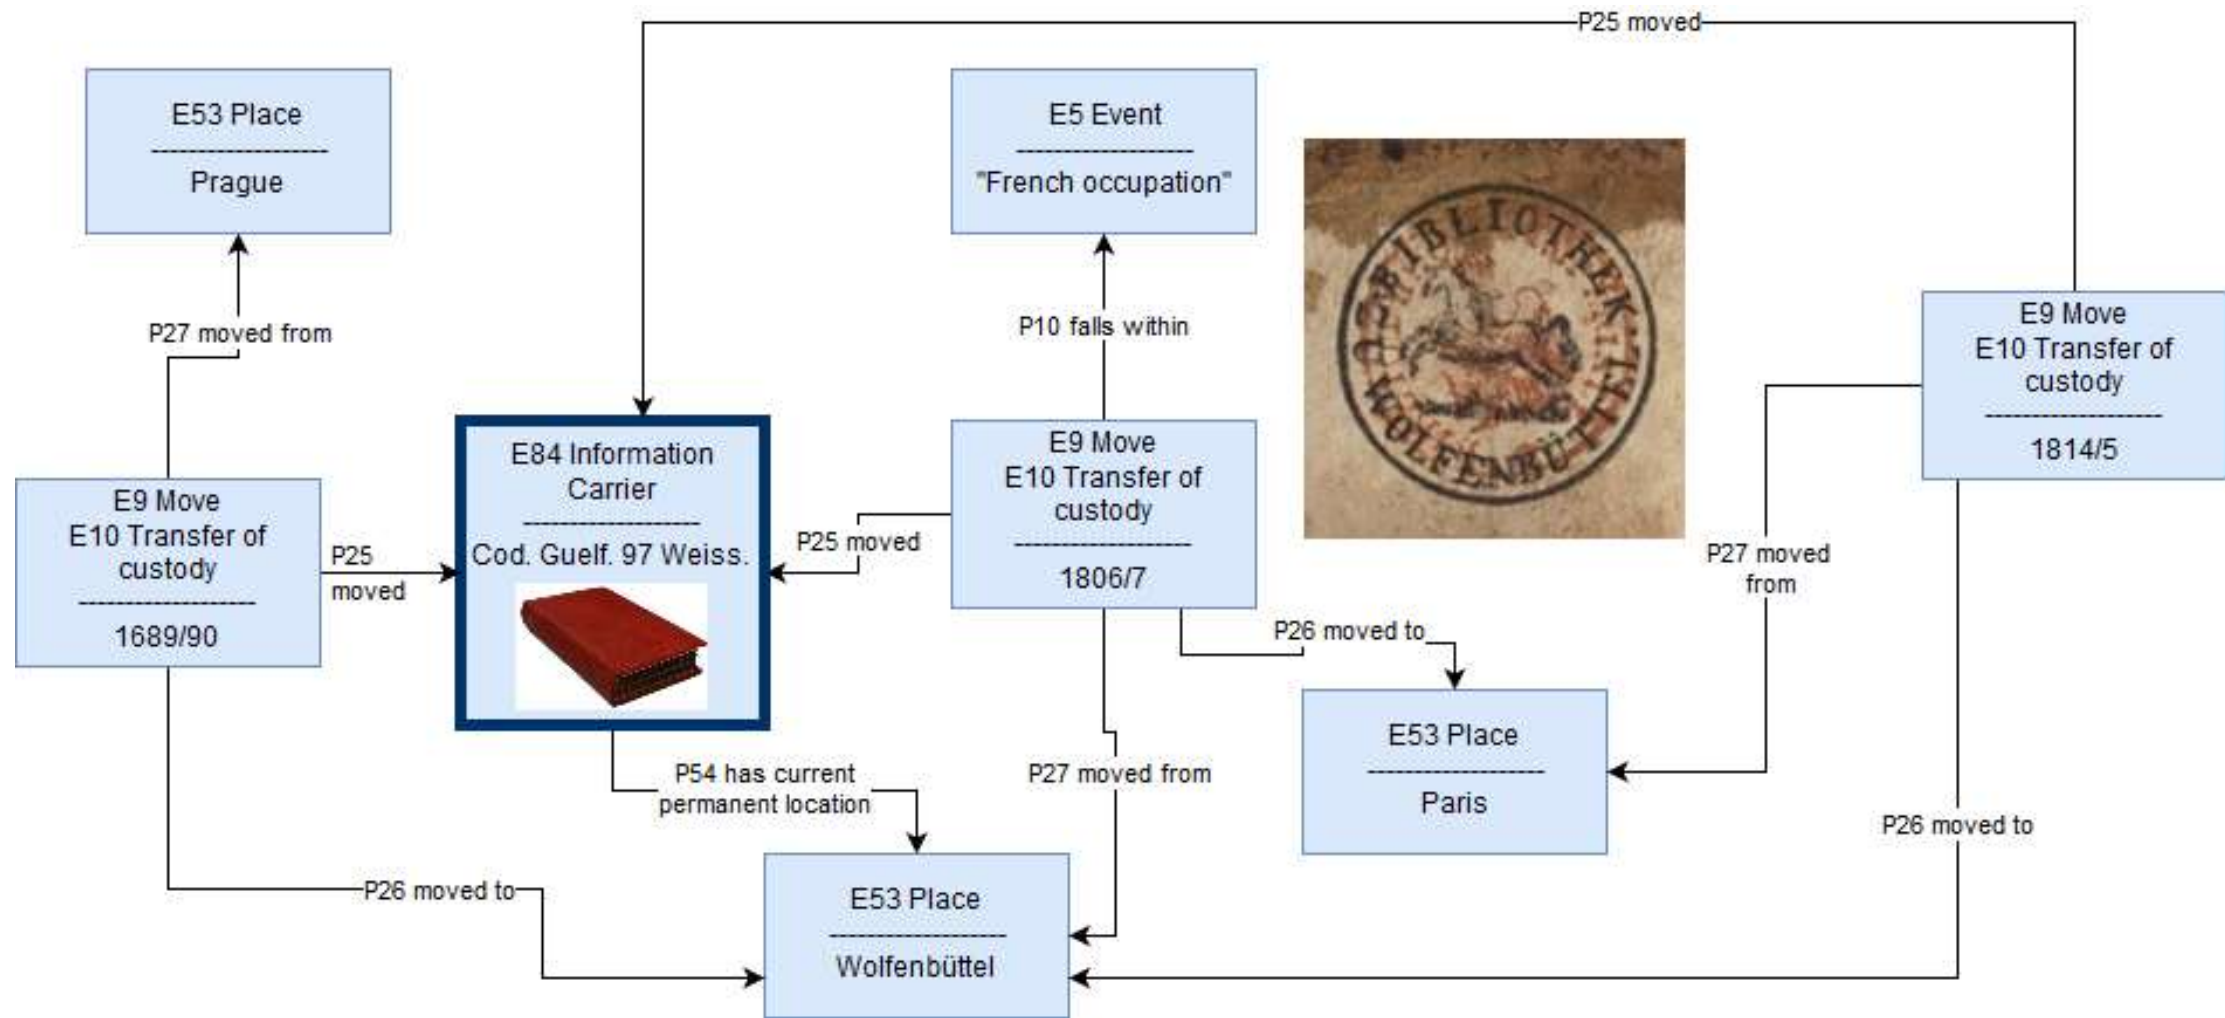 P25 moved
E53 Place
--------------------
Prague
E5 Event
--------------------
"French occupation"
BIBLIOTHEK
WOLFENBÜTTEL
P27 moved from
P10 falls within
E9 Move
E10 Transfer of
custody
--------------------
1814/5
E84 Information
Carrier
--------------------
Cod. Guelf. 97 Weiss.
E9 Move
E10 Transfer of
custody
--------------------
1806/7
E9 Move
E10 Transfer of
custody
--------------------
1689/90
P25
moved
P25 moved
P27 moved
from
P26 moved to
P54 has current
permanent location
P27 moved from
E53 Place
--------------------
Paris
P26 moved to
P26 moved to
E53 Place
--------------------
Wolfenbüttel